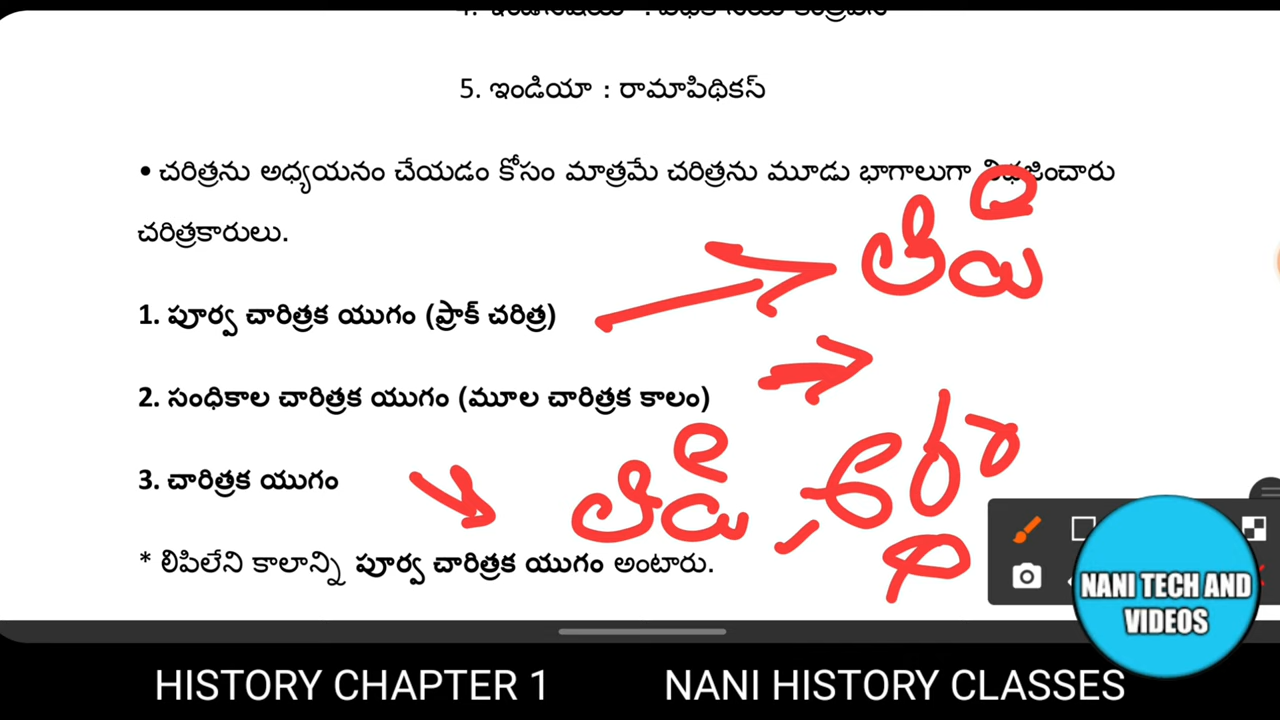 5. ఇండియా : రామాపిథికస్
• చరిత్రను అధ్యయనం చేయడం కోసం మాత్రమే చరిత్రను మూడు భాగాలుగా విభజించారు
చరిత్రకారులు.
1. పూర్వ చారిత్రక యుగం (ప్రాక్ చరిత్ర)
లిపి
2. సంధికాల చారిత్రక యుగం (మూల చారిత్రక కాలం)
3. చారిత్రక యుగం
లిపి
* లిపిలేని కాలాన్ని పూర్వ చారిత్రక యుగం అంటారు.
NANI TECH AND
VIDEOS
HISTORY CHAPTER 1 NANI HISTORY CLASSES